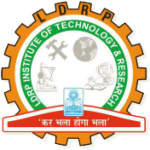 LDRP INSTITUTE OF TECHNOLOGY & RESEARCH
L D R P
"कर भला होगा भला"